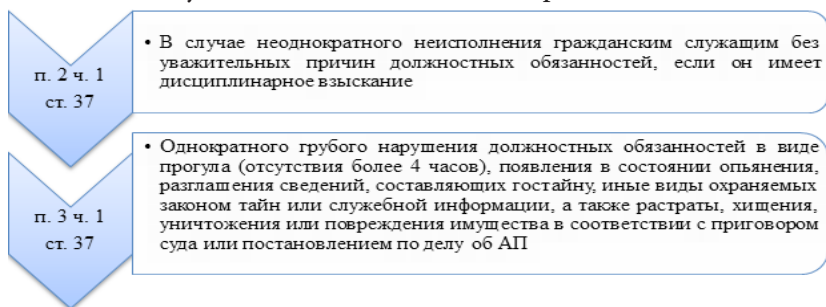 п. 2 ч. 1
ст. 37
• В случае неоднократного неисполнения гражданским служащим без
уважительных причин должностных обязанностей, если он имеет
дисциплинарное взыскание
п. 3 ч. 1
ст. 37
• Однократного грубого нарушения должностных обязанностей в виде
прогула (отсутствия более 4 часов), появления в состоянии опьянения,
разглашения сведений, составляющих гостайну, иные виды охраняемых
законом тайн или служебной информации, а также растраты, хищения,
уничтожения или повреждения имущества в соответствии с приговором
суда или постановлением по делу об АП